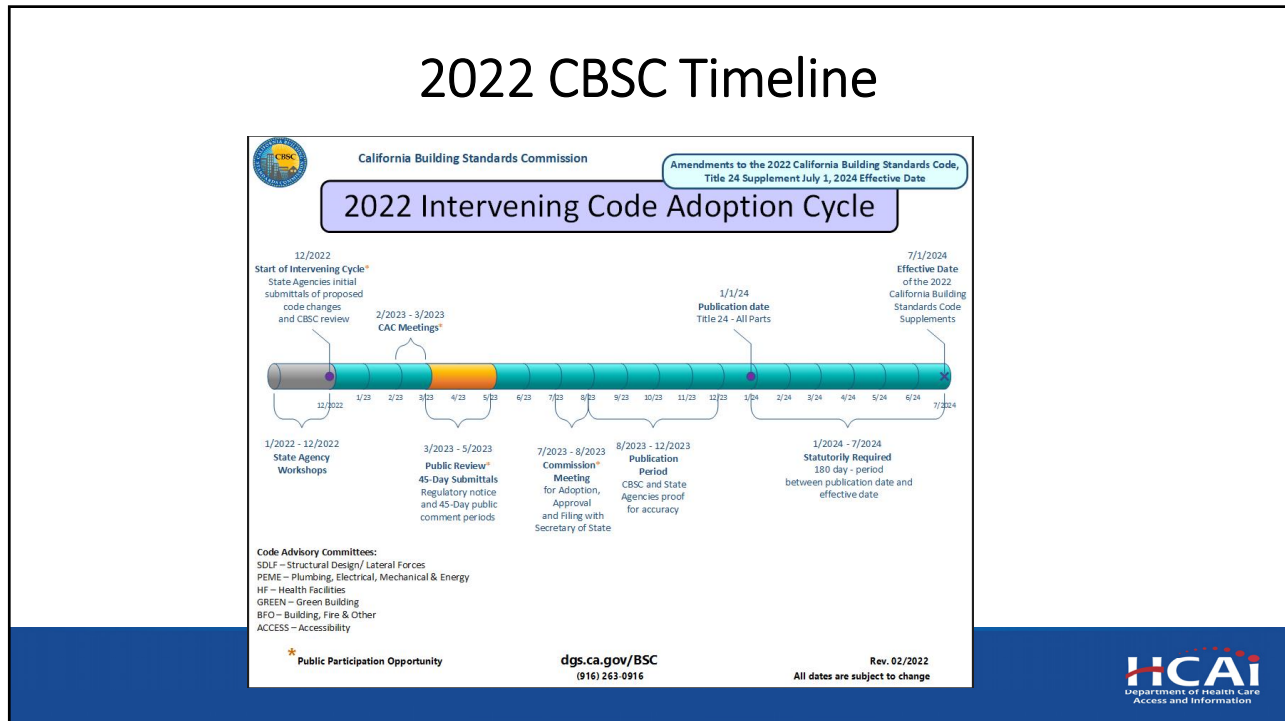 2022 CBSC Timeline
CBSC
California Building Standards Commission
Amendments to the 2022 California Building Standards Code,
Title 24 Supplement July 1, 2024 Effective Date
2022 Intervening Code Adoption Cycle
12/2022
Start of Intervening Cycle*
State Agencies initial
submittals of proposed
code changes
and CBSC review
2/2023 - 3/2023
CAC Meetings*
1/1/24
Publication date
Title 24 - All Parts
7/1/2024
Effective Date
of the 2022
California Building
Standards Code
Supplements
12/2022 1/23 2/23 3/23 4/23 5/23 6/23 7/23 8/23 9/23 10/23 11/23 12/23 1/24 2/24 3/24 4/24 5/24 6/24 7/2024
1/2022 - 12/2022
State Agency
Workshops
3/2023 - 5/2023
Public Review*
45-Day Submittals
Regulatory notice
and 45-Day public
comment periods
7/2023 - 8/2023
Commission*
Meeting
for Adoption,
Approval
and Filing with
Secretary of State
8/2023 - 12/2023
Publication
Period
CBSC and State
Agencies proof
for accuracy
1/2024 - 7/2024
Statutorily Required
180 day - period
between publication date and
effective date
Code Advisory Committees:
SDLF – Structural Design/ Lateral Forces
PEME – Plumbing, Electrical, Mechanical & Energy
HF – Health Facilities
GREEN – Green Building
BFO – Building, Fire & Other
ACCESS – Accessibility
*Public Participation Opportunity
dgs.ca.gov/BSC
(916) 263-0916
Rev. 02/2022
All dates are subject to change
HCAi
Department of Health Care
Access and Information